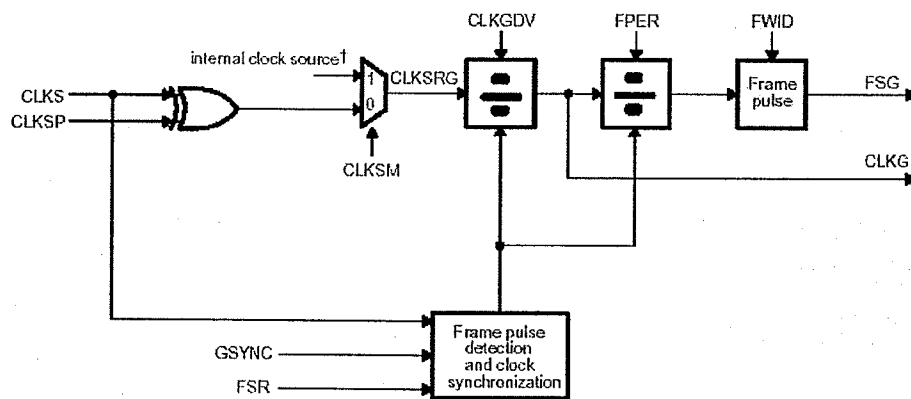 CLKGDV
FPER
FWID
internal clock source†
CLKSRG
1
0
CLKS
CLKSP
CLKSM
Frame
pulse
FSG
CLKG
Frame pulse
detection
and clock
synchronization
GSYNC
FSR